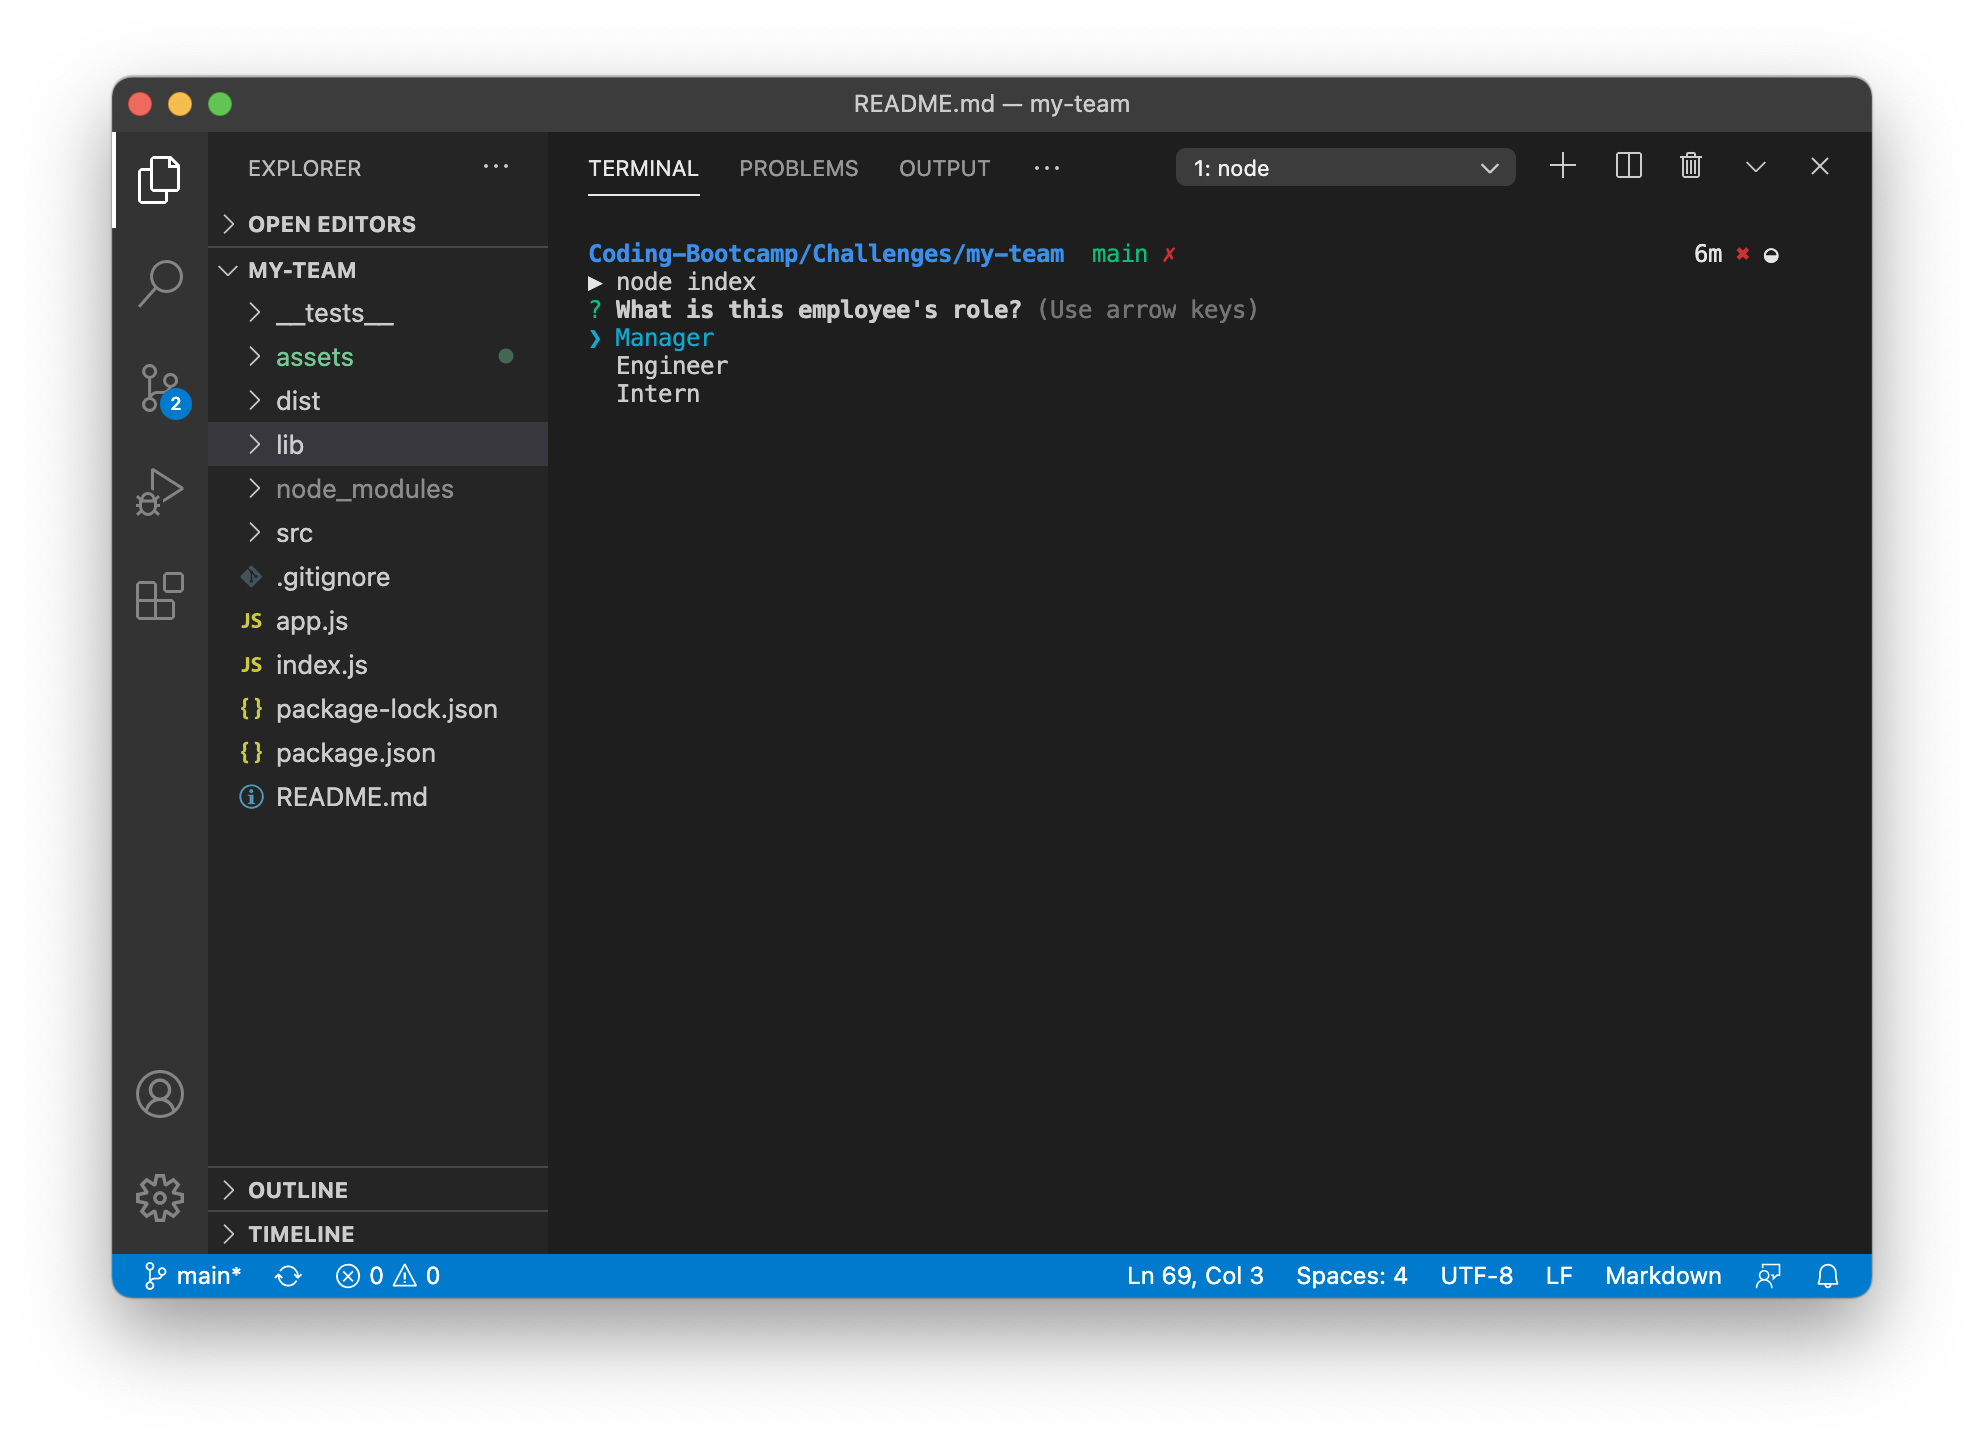 README.md — my-team
EXPLORER ···
OPEN EDITORS
MY-TEAM
__tests__
assets
dist
lib
node_modules
src
.gitignore
JS app.js
JS index.js
{} package-lock.json
{} package.json
README.md
OUTLINE
TIMELINE
2
TERMINAL PROBLEMS OUTPUT ··· 1: node
Coding-Bootcamp/Challenges/my-team main ✗ 6m ✖ ◒
▶ node index
? What is this employee's role? (Use arrow keys)
❯ Manager
Engineer
Intern
main* 0 0 Ln 69, Col 3 Spaces: 4 UTF-8 LF Markdown